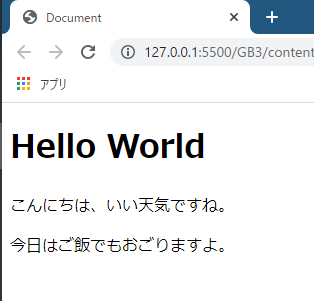 Document
127.0.0.1:5500/GB3/content
アプリ
Hello World
こんにちは、いい天気ですね。
今日はご飯でもおごりますよ。